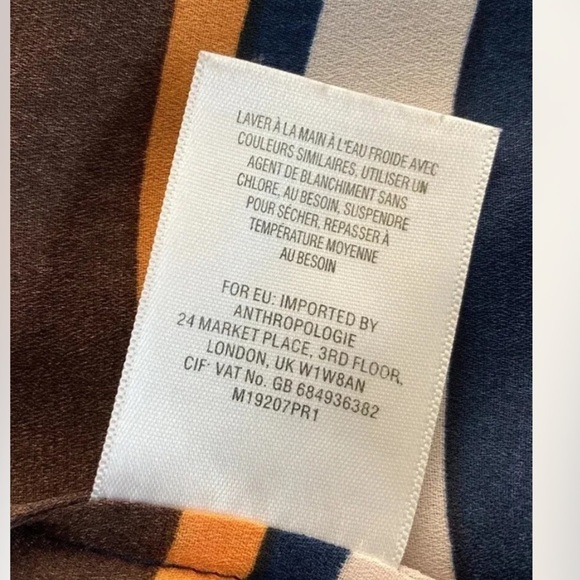 LAVER À LA MAIN À L'EAU FROIDE AVEC
COULEURS SIMILAIRES, UTILISER UN
AGENT DE BLANCHIMENT SANS
CHLORE, AU BESOIN, SUSPENDRE
POUR SÉCHER, REPASSER À
TEMPÉRATURE MOYENNE
AU BESOIN
FOR EU: IMPORTED BY
ANTHROPOLOGIE
24 MARKET PLACE, 3RD FLOOR,
LONDON, UK W1W8AN
CIF VAT No. GB 684936382
M19207PR1